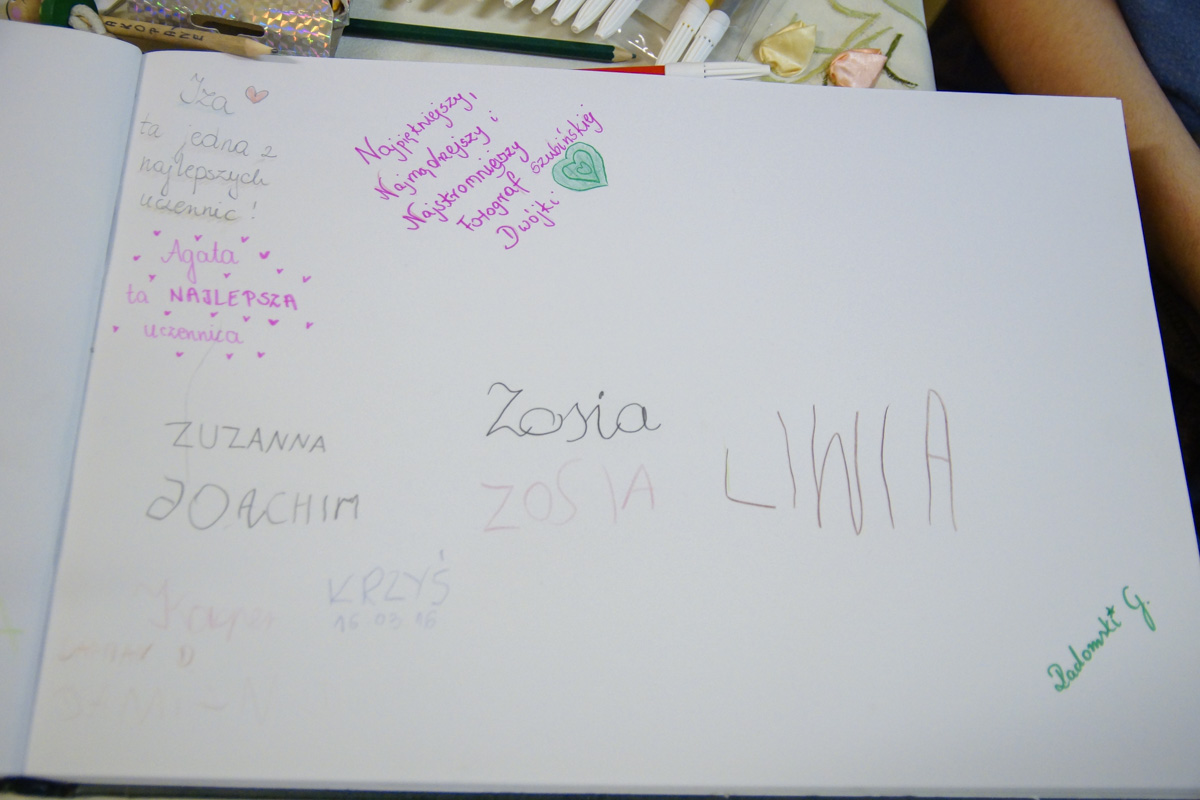 Iza
ta jedna z
najlepszych
uczennic!
Najpiękniejszy,
Najmądrzejszy i
Najskromniejszy
Fotograf Szubińskiej
Dwójki
Agata
ta NAJLEPSZA
uczennica
ZUZANNA
JOACHIM
Zosia
ZOSIA
LIWIA
Kacper
KRZYŚ
16.03.16
Radomski G.